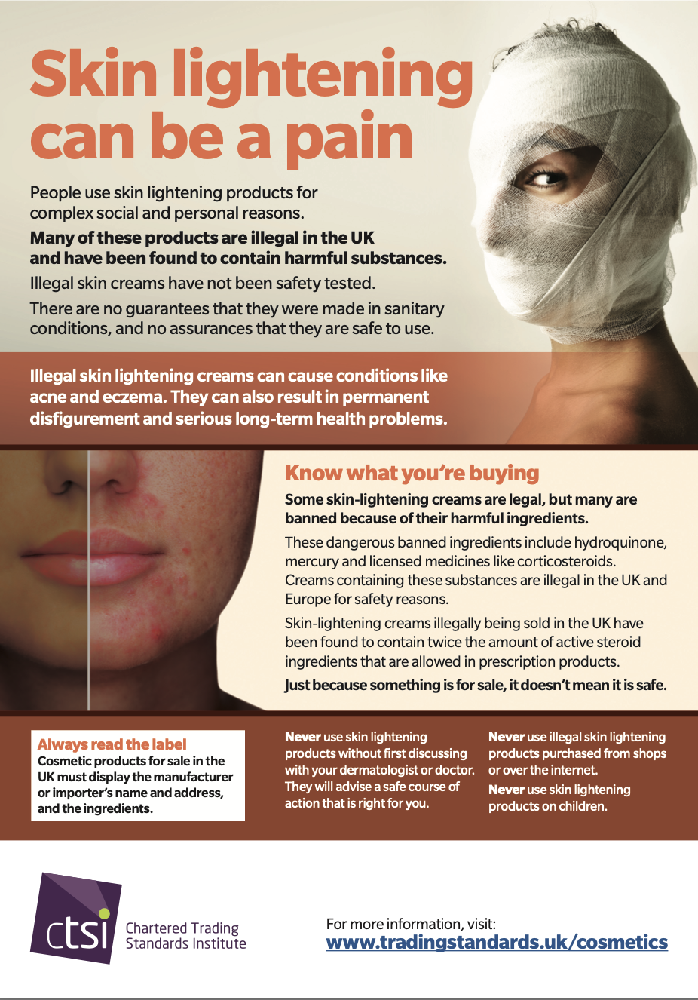 Skin lightening
can be a pain
People use skin lightening products for
complex social and personal reasons.
Many of these products are illegal in the UK
and have been found to contain harmful substances.
Illegal skin creams have not been safety tested.
There are no guarantees that they were made in sanitary
conditions, and no assurances that they are safe to use.
Illegal skin lightening creams can cause conditions like
acne and eczema. They can also result in permanent
disfigurement and serious long-term health problems.
Know what you're buying
Some skin-lightening creams are legal, but many are
banned because of their harmful ingredients.
These dangerous banned ingredients include hydroquinone,
mercury and licensed medicines like corticosteroids.
Creams containing these substances are illegal in the UK and
Europe for safety reasons.
Skin-lightening creams illegally being sold in the UK have
been found to contain twice the amount of active steroid
ingredients that are allowed in prescription products.
Just because something is for sale, it doesn't mean it is safe.
Always read the label
Cosmetic products for sale in the
UK must display the manufacturer
or importer's name and address,
and the ingredients.
Never use skin lightening
products without first discussing
with your dermatologist or doctor.
They will advise a safe course of
action that is right for you.
Never use illegal skin lightening
products purchased from shops
or over the internet.
Never use skin lightening
products on children.
ctsi
Chartered Trading
Standards Institute
For more information, visit:
www.tradingstandards.uk/cosmetics